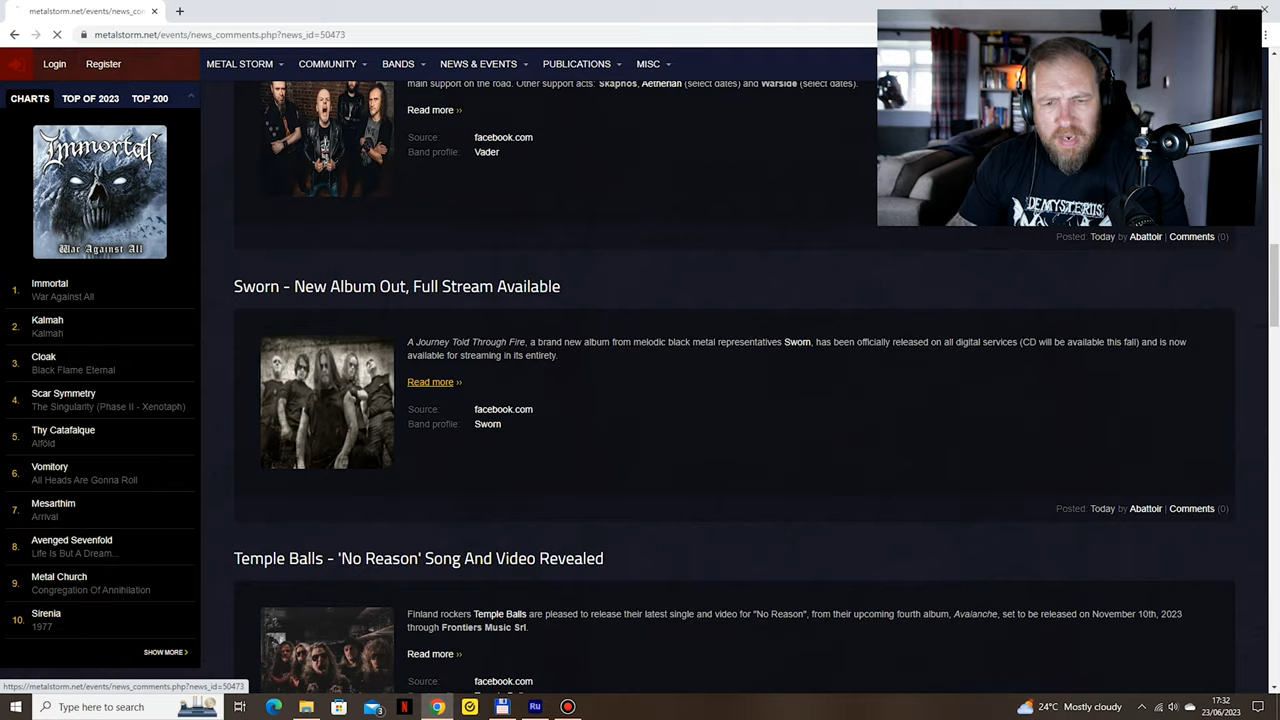 metalstorm.net/events/news_con
metalstorm.net/events/news_comments.php?news_id=50473
Login
Register
METAL STORM
COMMUNITY
BANDS
NEWS & EVENTS
PUBLICATIONS
MISC
CHARTS
TOP OF 2023
TOP 200
Immortal
War Against All
1.
Immortal
War Against All
2.
Kalmah
Kalmah
3.
Cloak
Black Flame Eternal
4.
Scar Symmetry
The Singularity (Phase II - Xenotaph)
5.
Thy Catafalque
Alföld
6.
Vomitory
All Heads Are Gonna Roll
7.
Mesarthim
Arrival
8.
Avenged Sevenfold
Life Is But A Dream...
9.
Metal Church
Congregation Of Annihilation
10.
Sirenia
1977
SHOW MORE
main support on the road. Other support acts: Skaphos, Aetherian (select dates) and Warside (select dates).
Read more ››
Source: facebook.com
Band profile: Vader
Posted: Today by Abattoir | Comments (0)
Sworn - New Album Out, Full Stream Available
A Journey Told Through Fire, a brand new album from melodic black metal representatives Sworn, has been officially released on all digital services (CD will be available this fall) and is now
available for streaming in its entirety.
Read more ››
Source: facebook.com
Band profile: Sworn
Posted: Today by Abattoir | Comments (0)
Temple Balls - 'No Reason' Song And Video Revealed
Finland rockers Temple Balls are pleased to release their latest single and video for "No Reason", from their upcoming fourth album, Avalanche, set to be released on November 10th, 2023
through Frontiers Music Srl.
Read more ››
Source: facebook.com
DEMYSTERIIS
https://metalstorm.net/events/news_comments.php?news_id=50473
Type here to search
24°C Mostly cloudy
17:32
23/06/2023